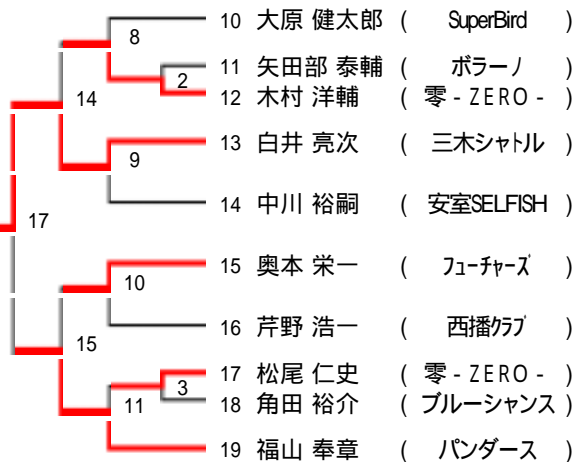 10 大原 健太郎 ( SuperBird )
8
11 矢田部 泰輔 ( ボラーノ )
2
12 木村 洋輔 ( 零 - ZERO - )
14
13 白井 亮次 ( 三木シャトル )
9
14 中川 裕嗣 ( 安室SELFISH )
17
15 奥本 栄一 ( フューチャーズ )
10
16 芹野 浩一 ( 西播クラブ )
15
17 松尾 仁史 ( 零 - ZERO - )
3
18 角田 裕介 ( ブルーシャンス )
11
19 福山 奉章 ( パンダース )